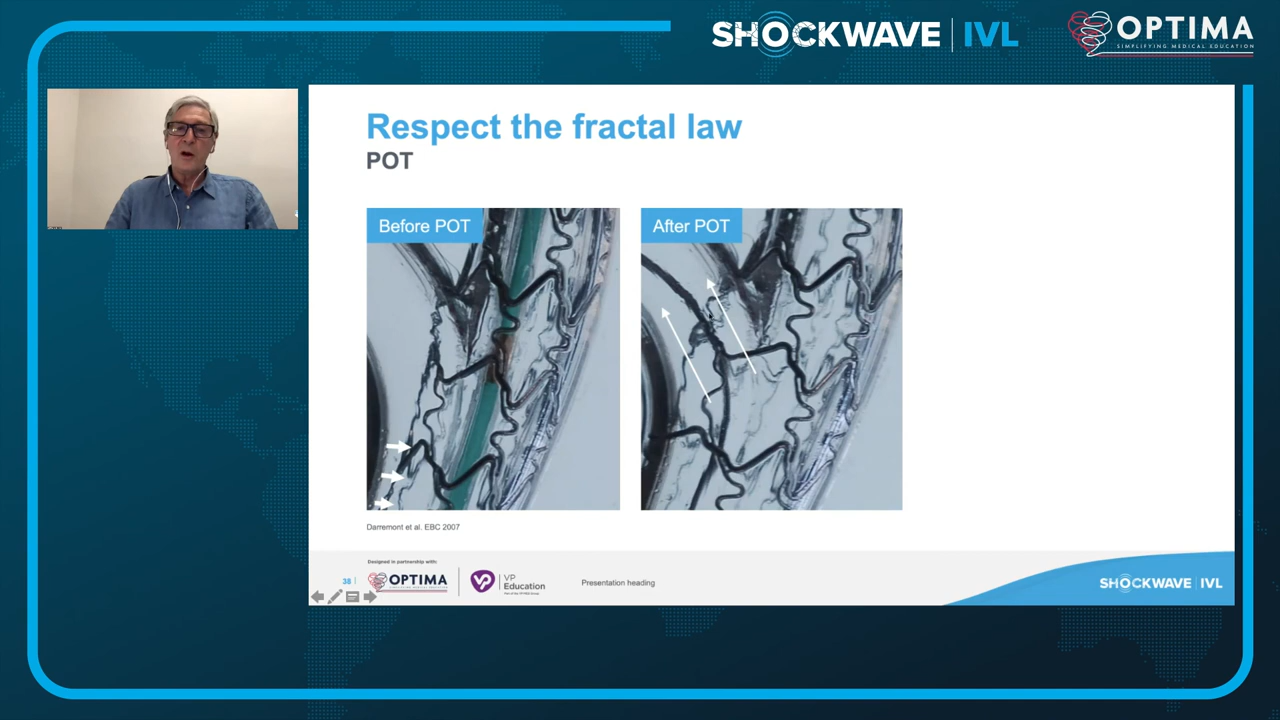 SHOCKWAVE | IVL
OPTIMA
SIMPLIFYING MEDICAL EDUCATION
Respect the fractal law
POT
Before POT
After POT
Darremont et al. EBC 2007
Designed in partnership with:
38
OPTIMA
VP
Education
Presentation heading
SHOCKWAVE | IVL